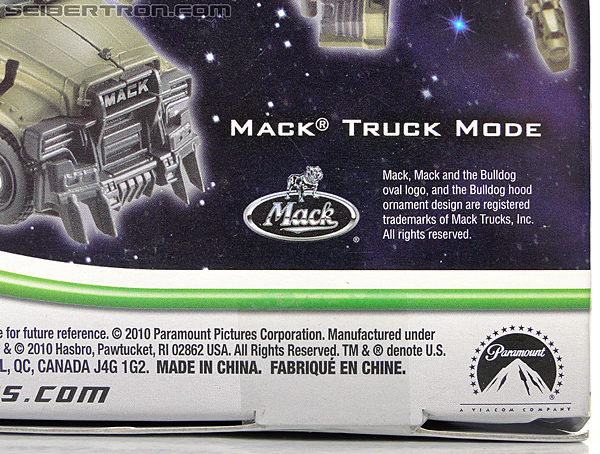 SEIBERTRON.COM
MACK
MACK® TRUCK MODE
Mack
®
Mack, Mack and the Bulldog
oval logo, and the Bulldog hood
ornament design are registered
trademarks of Mack Trucks, Inc.
All rights reserved.
for future reference. © 2010 Paramount Pictures Corporation. Manufactured under
& © 2010 Hasbro, Pawtucket, RI 02862 USA. All Rights Reserved. TM & ® denote U.S.
QC, CANADA J4G 1G2. MADE IN CHINA. FABRIQUÉ EN CHINE.
S.COM
Paramount
®
A VIACOM COMPANY